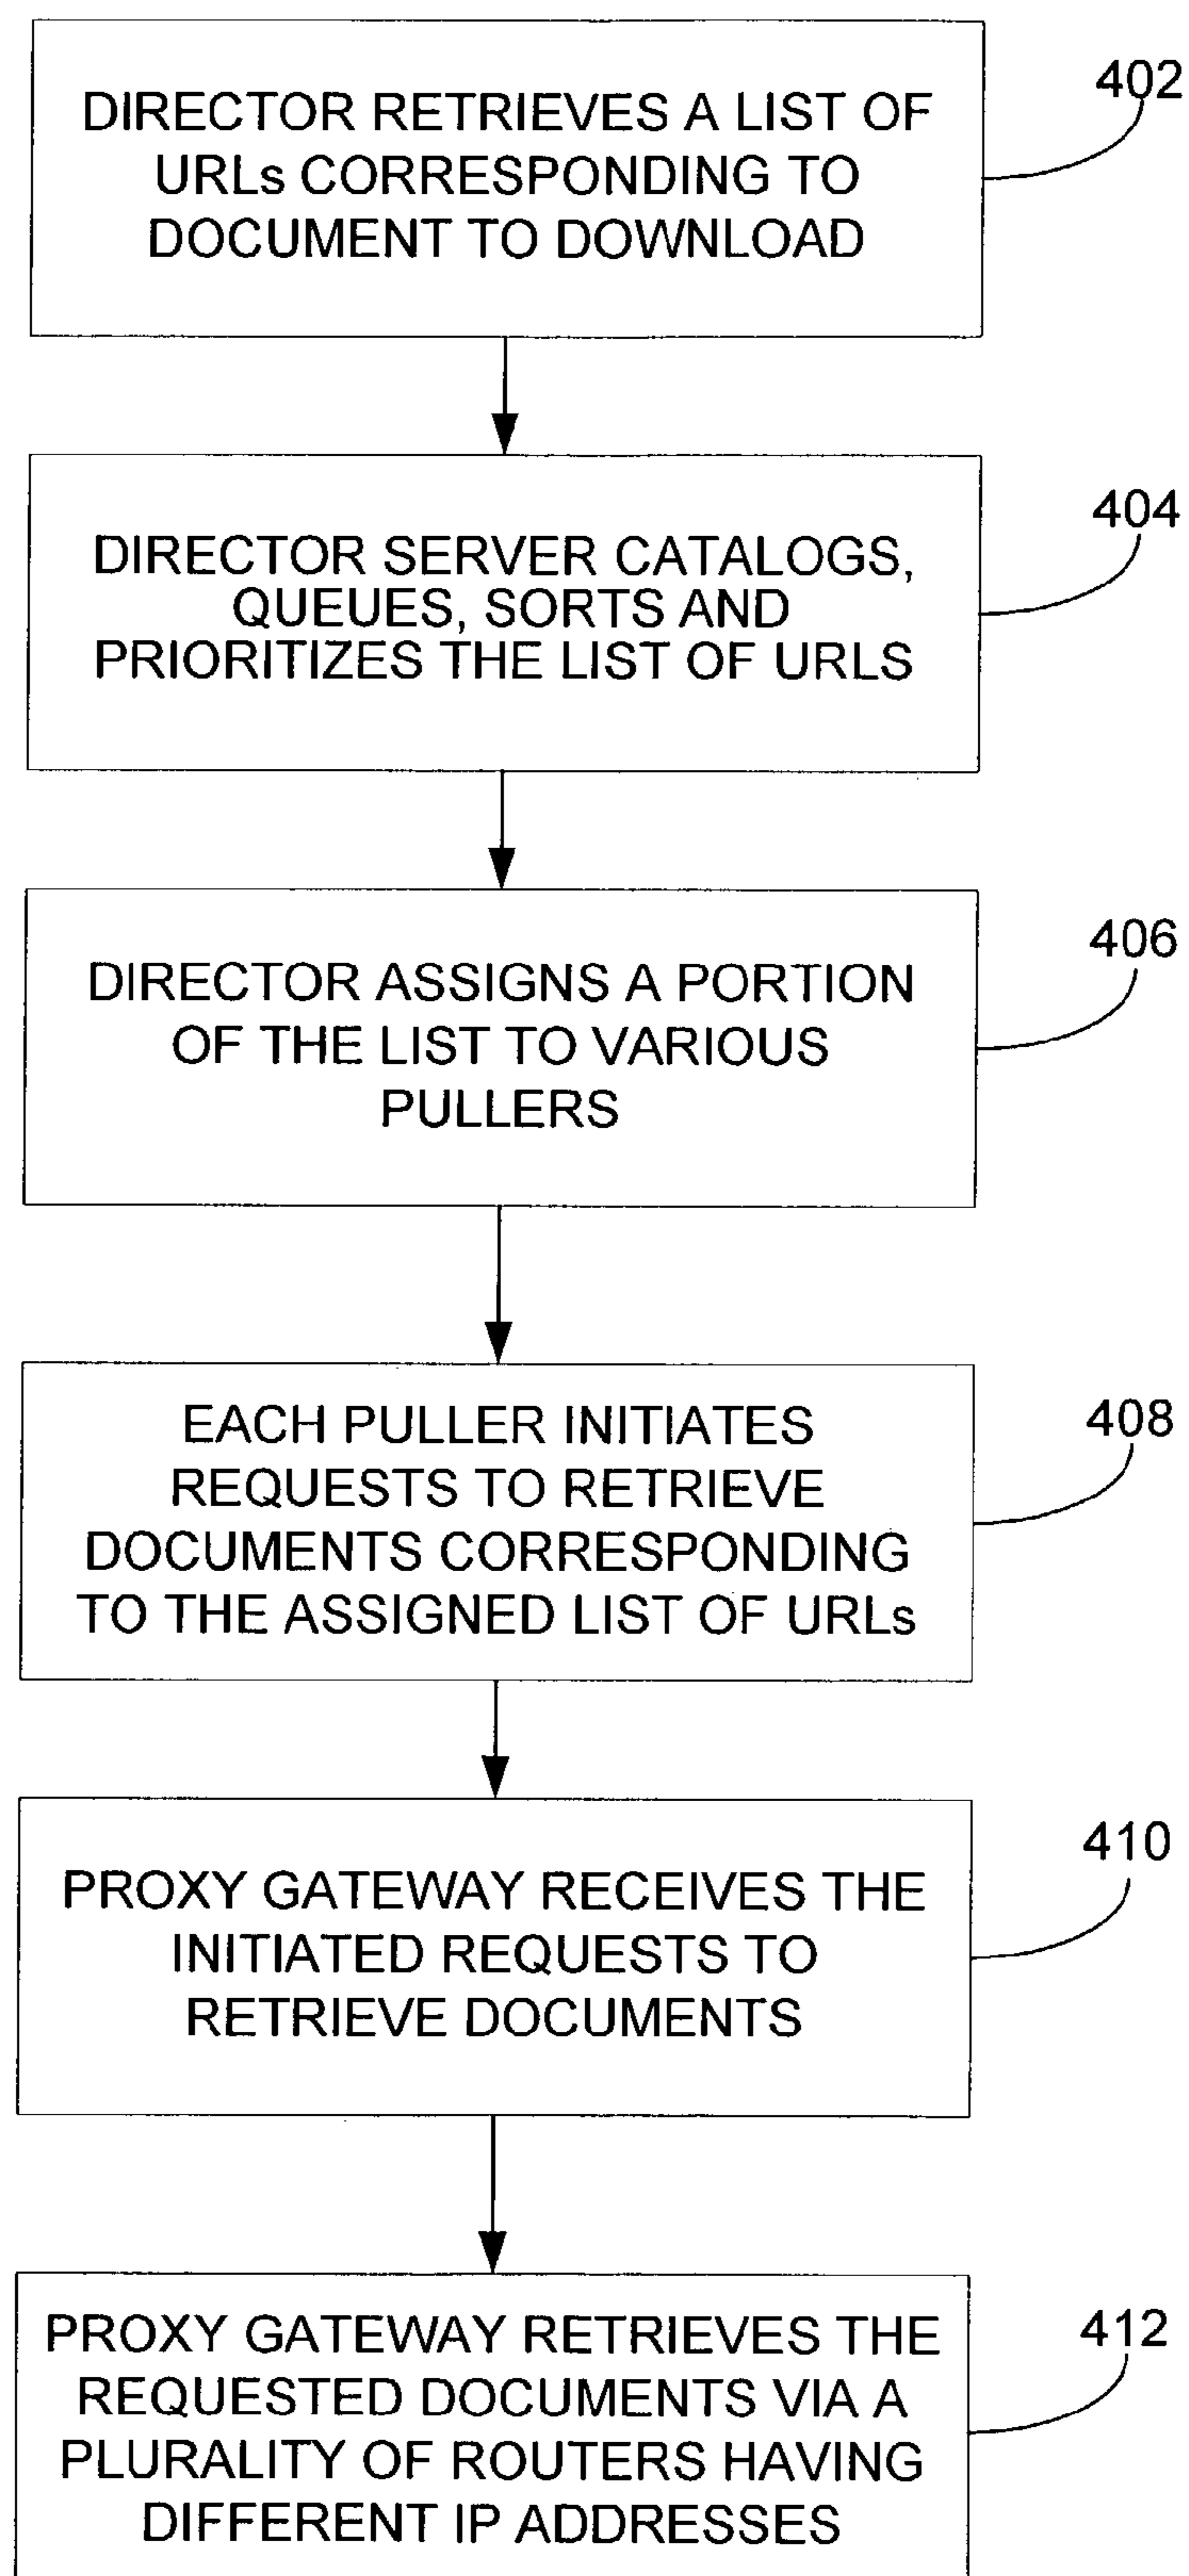 DIRECTOR RETRIEVES A LIST OF
URLs CORRESPONDING TO
DOCUMENT TO DOWNLOAD
402
DIRECTOR SERVER CATALOGS,
QUEUES, SORTS AND
PRIORITIZES THE LIST OF URLS
404
DIRECTOR ASSIGNS A PORTION
OF THE LIST TO VARIOUS
PULLERS
406
EACH PULLER INITIATES
REQUESTS TO RETRIEVE
DOCUMENTS CORRESPONDING
TO THE ASSIGNED LIST OF URLs
408
PROXY GATEWAY RECEIVES THE
INITIATED REQUESTS TO
RETRIEVE DOCUMENTS
410
PROXY GATEWAY RETRIEVES THE
REQUESTED DOCUMENTS VIA A
PLURALITY OF ROUTERS HAVING
DIFFERENT IP ADDRESSES
412